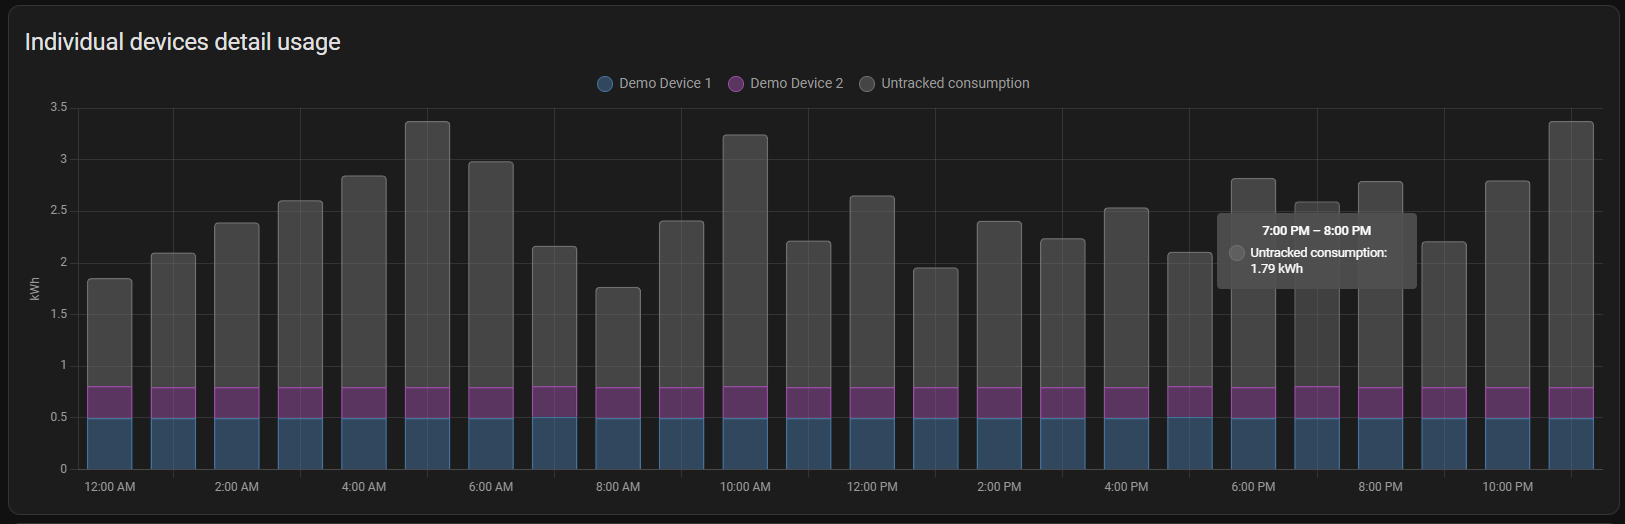 Individual devices detail usage
Demo Device 1
Demo Device 2
Untracked consumption
3.5
3
2.5
2
1.5
1
0.5
0
kWh
7:00 PM – 8:00 PM
Untracked consumption:
1.79 kWh
12:00 AM
2:00 AM
4:00 AM
6:00 AM
8:00 AM
10:00 AM
12:00 PM
2:00 PM
4:00 PM
6:00 PM
8:00 PM
10:00 PM